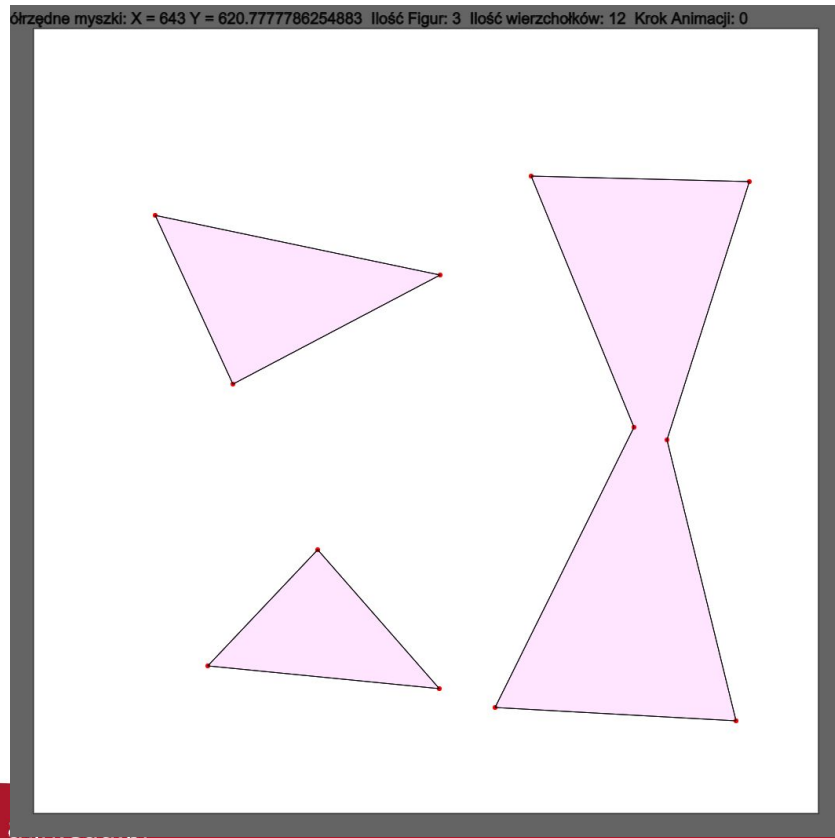 ółrzędne myszki: X = 643 Y = 620.7777786254883 Ilość Figur: 3 Ilość wierzchołków: 12 Krok Animacji: 0